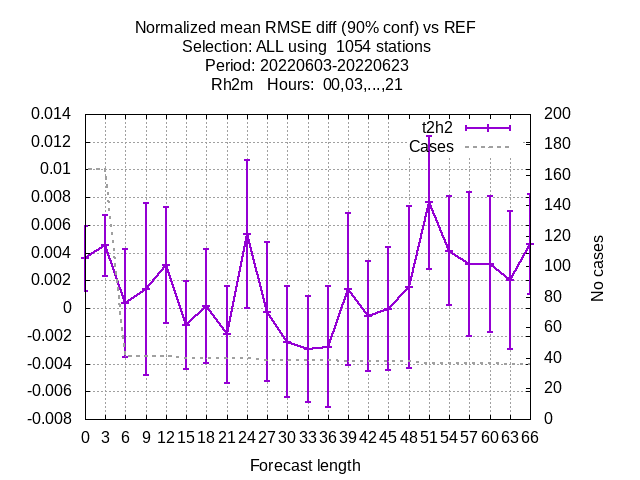 Normalized mean RMSE diff (90% conf) vs REF
Selection: ALL using  1054 stations
Period: 20220603-20220623
Rh2m   Hours:  00,03,...,21
0.014
0.012
0.01
0.008
0.006
0.004
0.002
0
-0.002
-0.004
-0.006
-0.008
200
180
160
140
120
100
80
60
40
20
0
t2h2
Cases
No cases
0 3 6 9 12 15 18 21 24 27 30 33 36 39 42 45 48 51 54 57 60 63 66
Forecast length